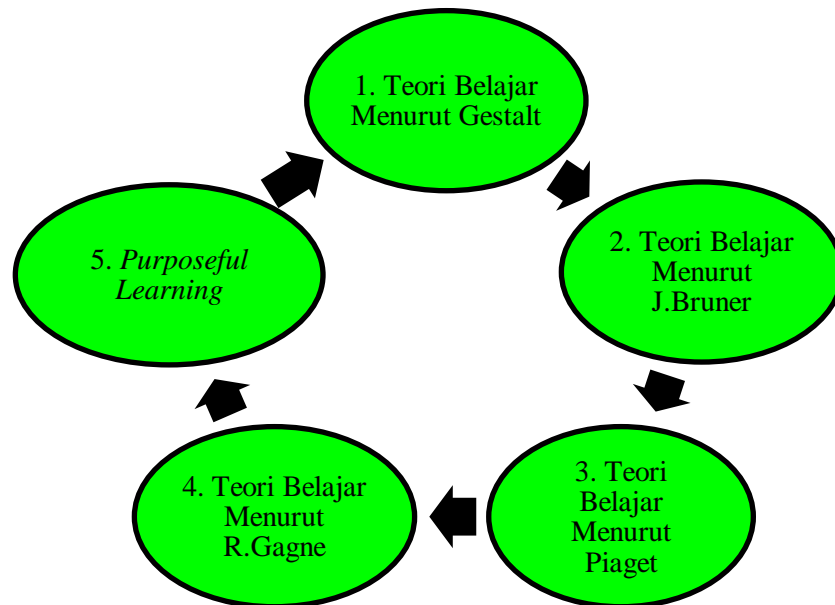 1. Teori Belajar
Menurut Gestalt
2. Teori Belajar
Menurut
J.Bruner
3. Teori
Belajar
Menurut
Piaget
4. Teori Belajar
Menurut
R.Gagne
5. Purposeful
Learning